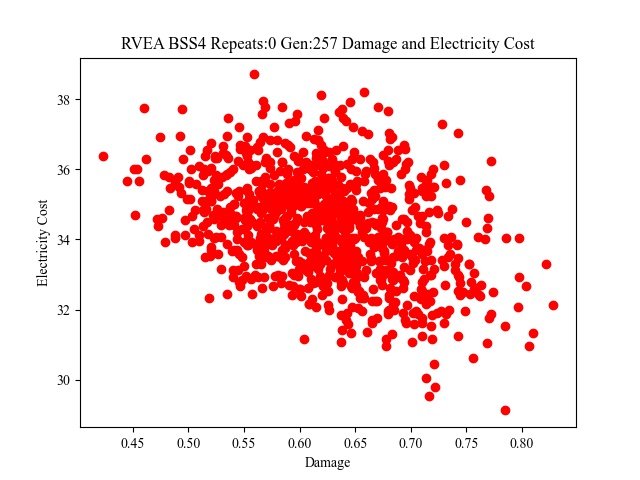 RVEA BSS4 Repeats:0 Gen:257 Damage and Electricity Cost
38
36
34
32
30
Electricity Cost
0.45 0.50 0.55 0.60 0.65 0.70 0.75 0.80
Damage